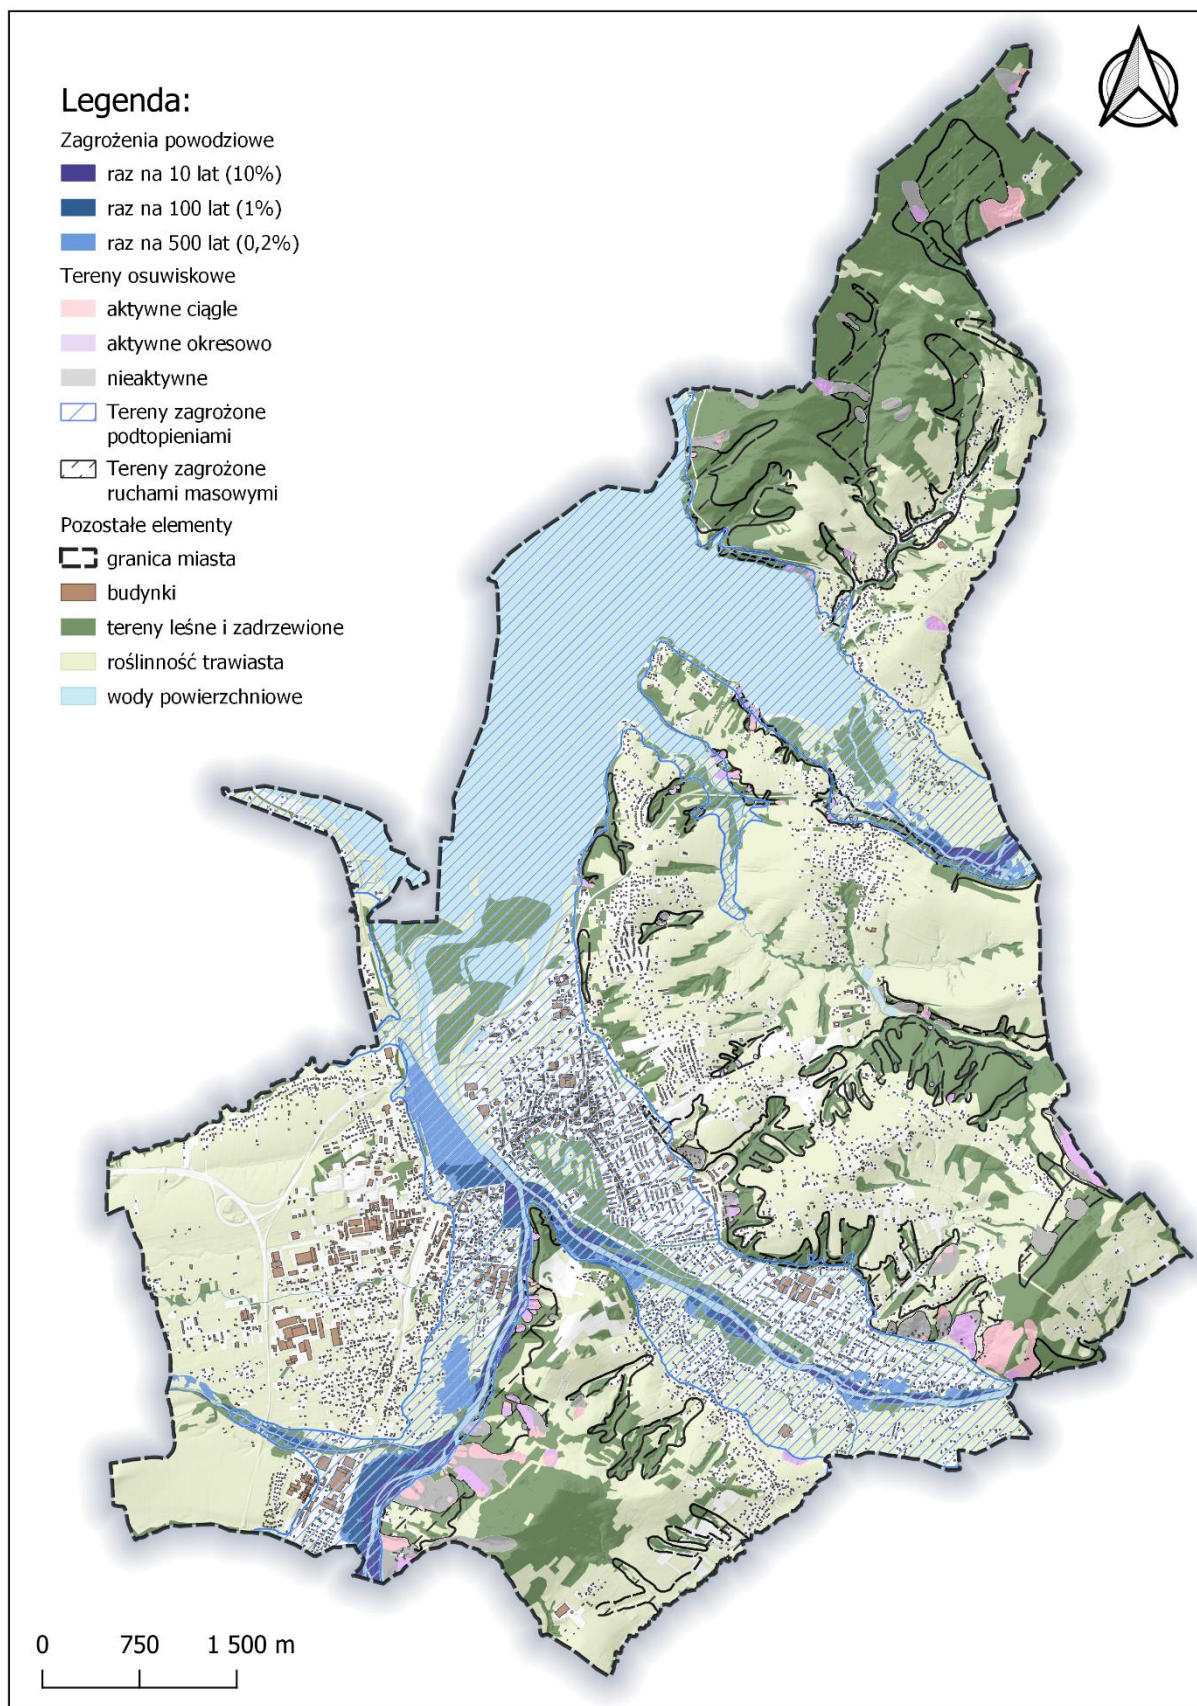 Legenda:
Zagrożenia powodziowe
raz na 10 lat (10%)
raz na 100 lat (1%)
raz na 500 lat (0,2%)
Tereny osuwiskowe
aktywne ciągle
aktywne okresowo
nieaktywne
Tereny zagrożone
podtopieniami
Tereny zagrożone
ruchami masowymi
Pozostałe elementy
granica miasta
budynki
tereny leśne i zadrzewione
roślinność trawiasta
wody powierzchniowe
0 750 1 500 m